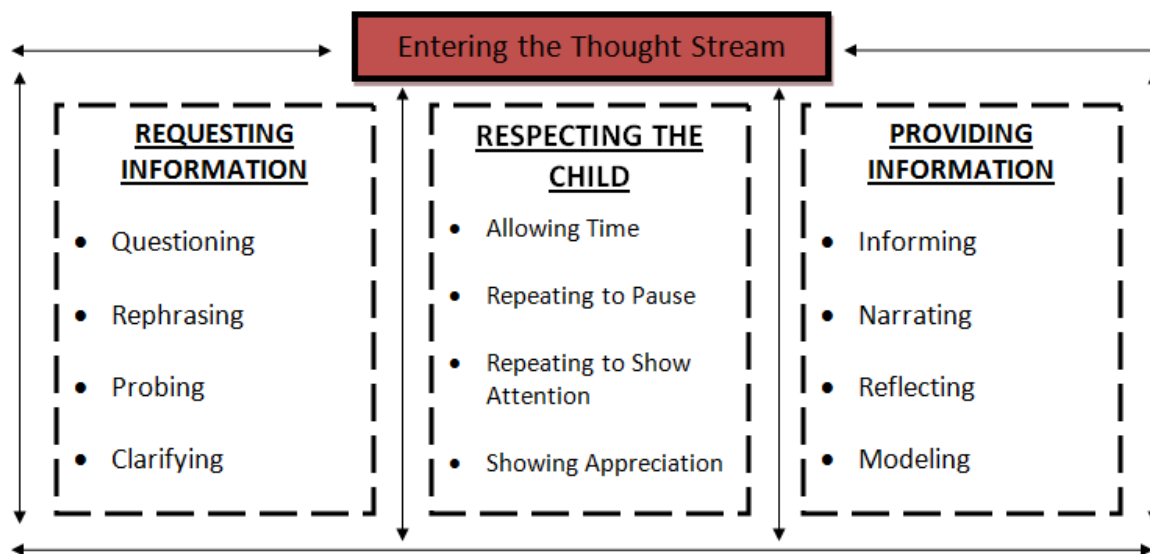 Entering the Thought Stream
REQUESTING
INFORMATION
• Questioning
• Rephrasing
• Probing
• Clarifying
RESPECTING THE
CHILD
• Allowing Time
• Repeating to Pause
• Repeating to Show
Attention
• Showing Appreciation
PROVIDING
INFORMATION
• Informing
• Narrating
• Reflecting
• Modeling